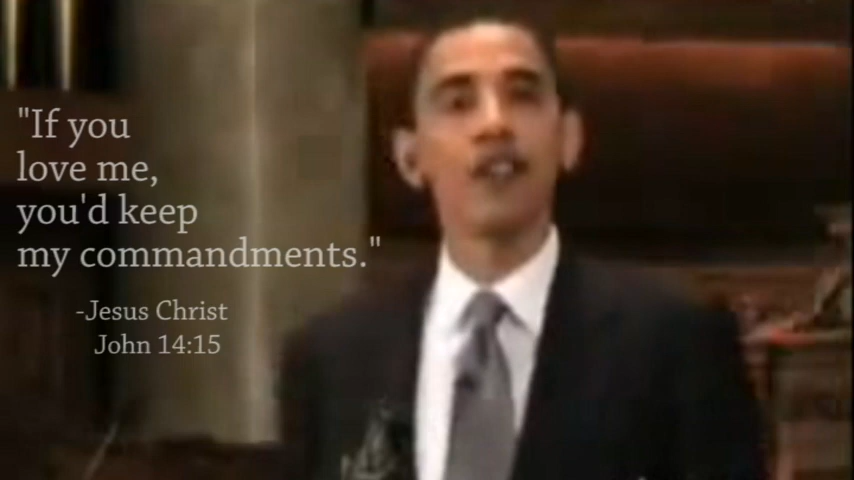 "If you
love me,
you'd keep
my commandments."
-Jesus Christ
John 14:15